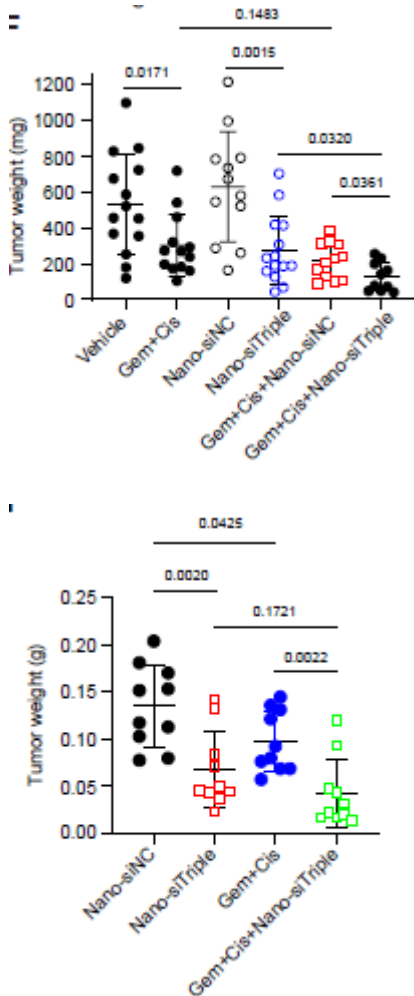 0.1483
0.0171
0.0015
0.0320
0.0361
Tumor weight (mg)
1200
1000
800
600
400
200
0
Vehicle
Gem+Cis
Nano-siNC
Nano-siTriple
Gem+Cis+Nano-siNC
Gem+Cis+Nano-siTriple
0.0425
0.0020
0.1721
0.0022
Tumor weight (g)
0.25
0.20
0.15
0.10
0.05
0.00
Nano-siNC
Nano-siTriple
Gem+Cis
Gem+Cis+Nano-siTriple